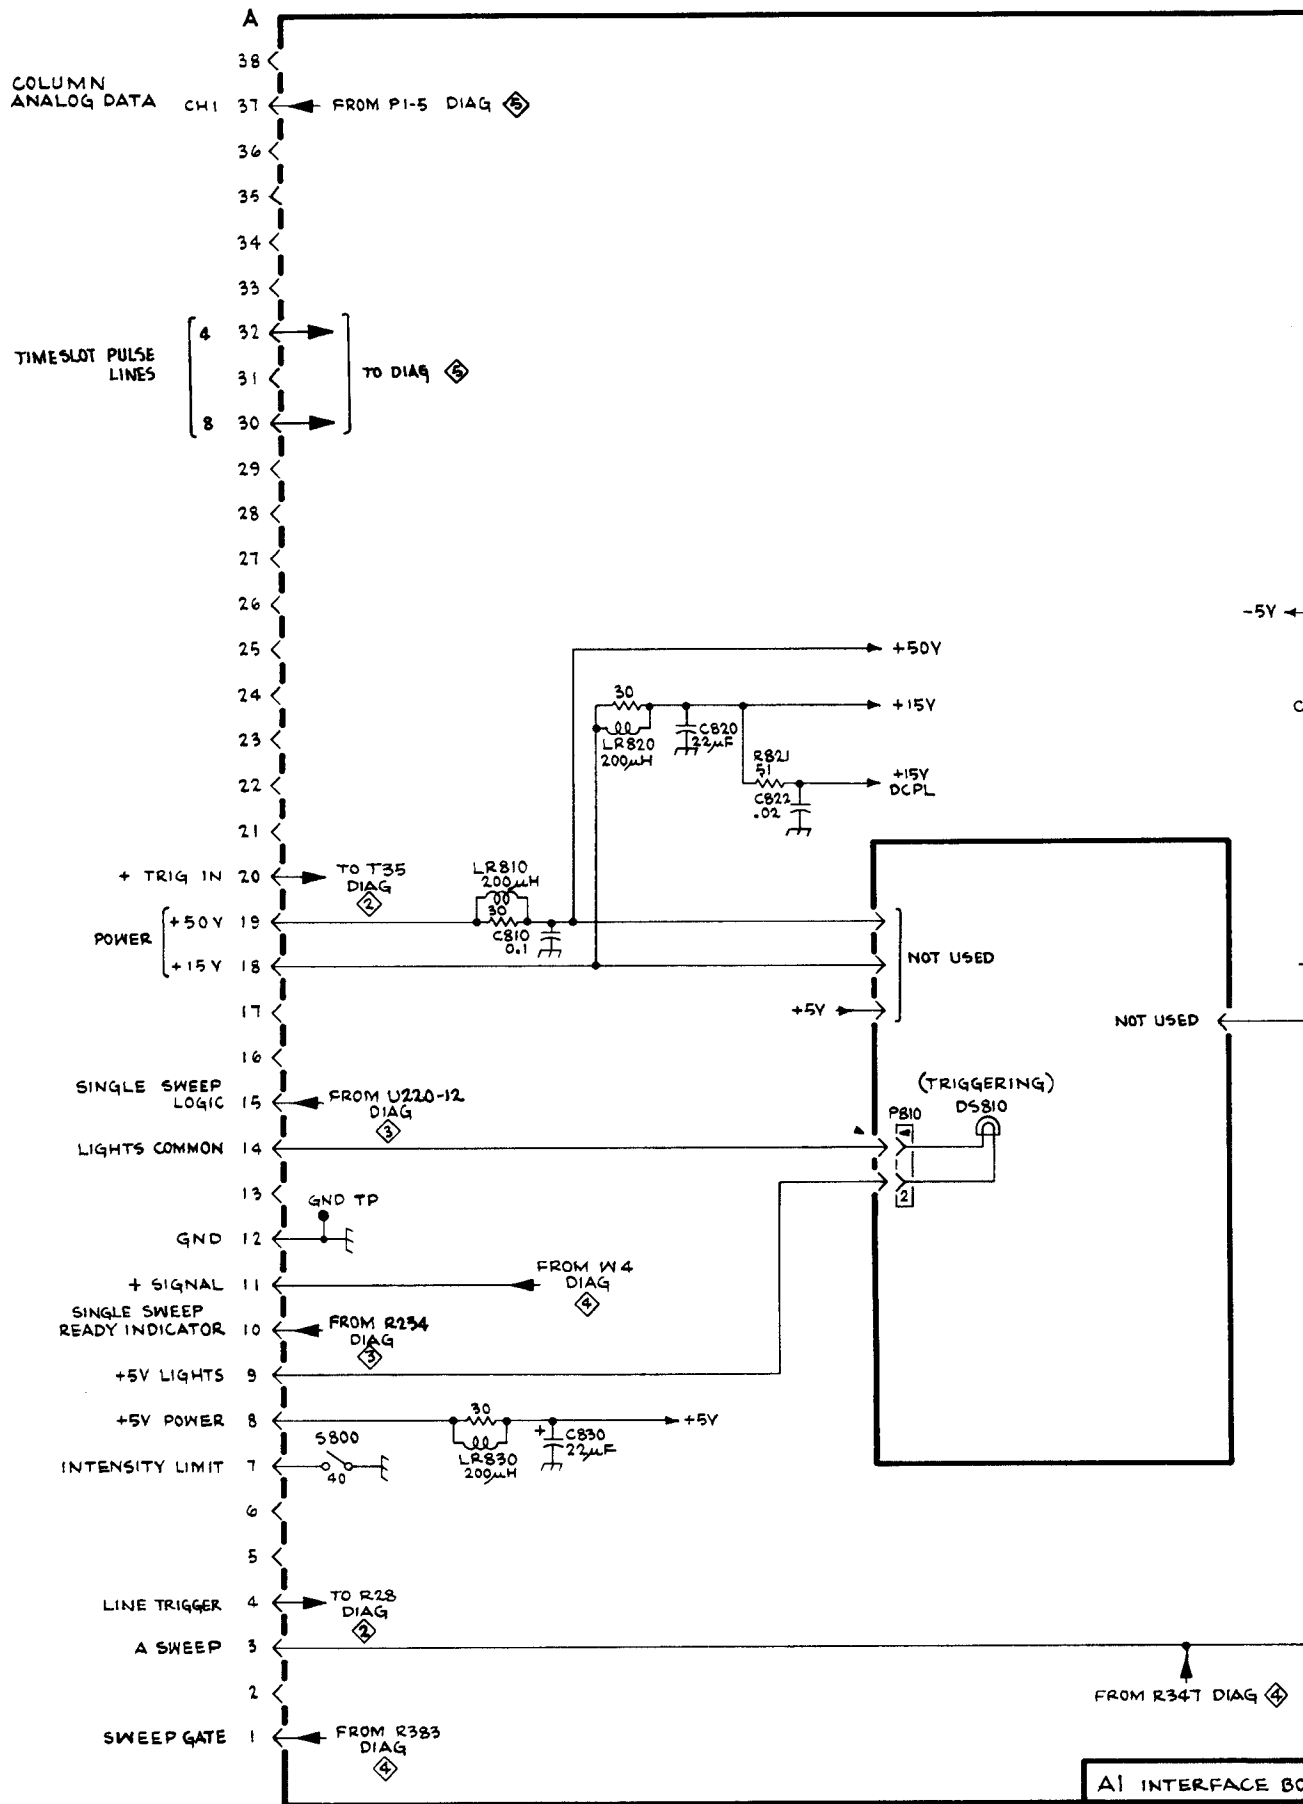 A
38
COLUMN
ANALOG DATA CH1 37 FROM P1-5 DIAG 5
36
35
34
33
4 32
TIMESLOT PULSE
LINES
31 TO DIAG 5
8 30
29
28
27
26
-5V
25 +50V
24 30 +15V
C
C820
22µF
23 LR820
200µH
R821
51
22 +15V
DCPL
C822
.02
21
+ TRIG IN 20 TO T35
DIAG
2
LR810
200µH
30
POWER
+50V 19
C810
0.1
+15V 18
NOT USED
17 +5V
NOT USED
16
SINGLE SWEEP
LOGIC 15 FROM U220-12
DIAG
3
(TRIGGERING)
DS810
P810
LIGHTS COMMON 14
13 GND TP
2
GND 12
+ SIGNAL 11 FROM W4
DIAG
4
SINGLE SWEEP
READY INDICATOR 10 FROM R234
DIAG
3
+5V LIGHTS 9
+5V POWER 8 30 +5V
LR830
200µH
+ C830
22µF
INTENSITY LIMIT 7 S800
40
6
5
LINE TRIGGER 4 TO R28
DIAG
2
A SWEEP 3
2
FROM R347 DIAG 4
SWEEP GATE 1 FROM R383
DIAG
4
A1 INTERFACE BO